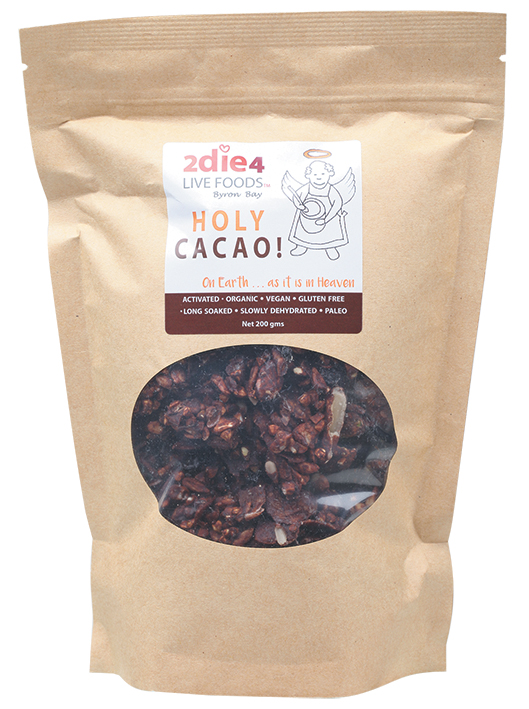 2die4
LIVE FOODS™
Byron Bay
HOLY
CACAO!
On Earth ... as it is in Heaven
ACTIVATED • ORGANIC • VEGAN • GLUTEN FREE
• LONG SOAKED • SLOWLY DEHYDRATED • PALEO
Net 200 gms